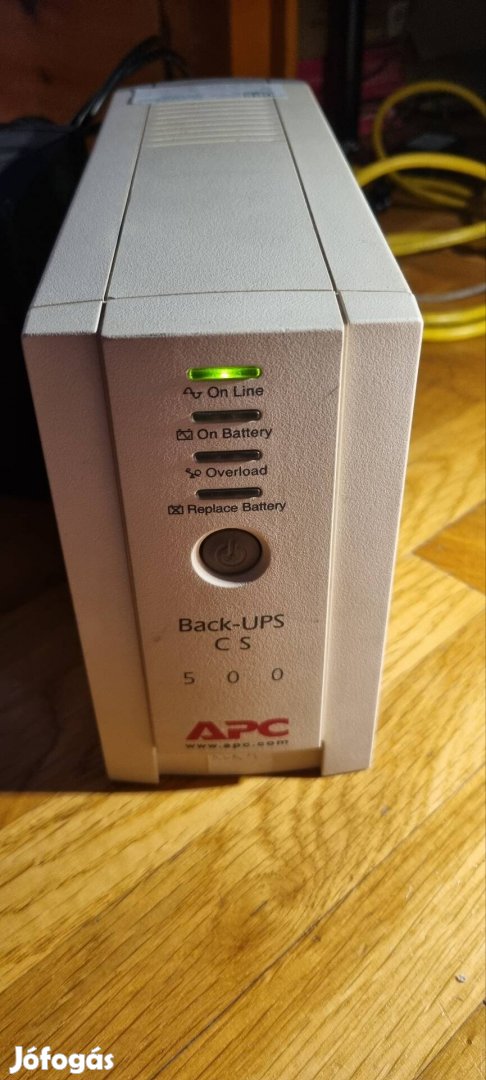 On Line
On Battery
Overload
Replace Battery
Back-UPS
CS
500
APC
www.apc.com
Jófogás